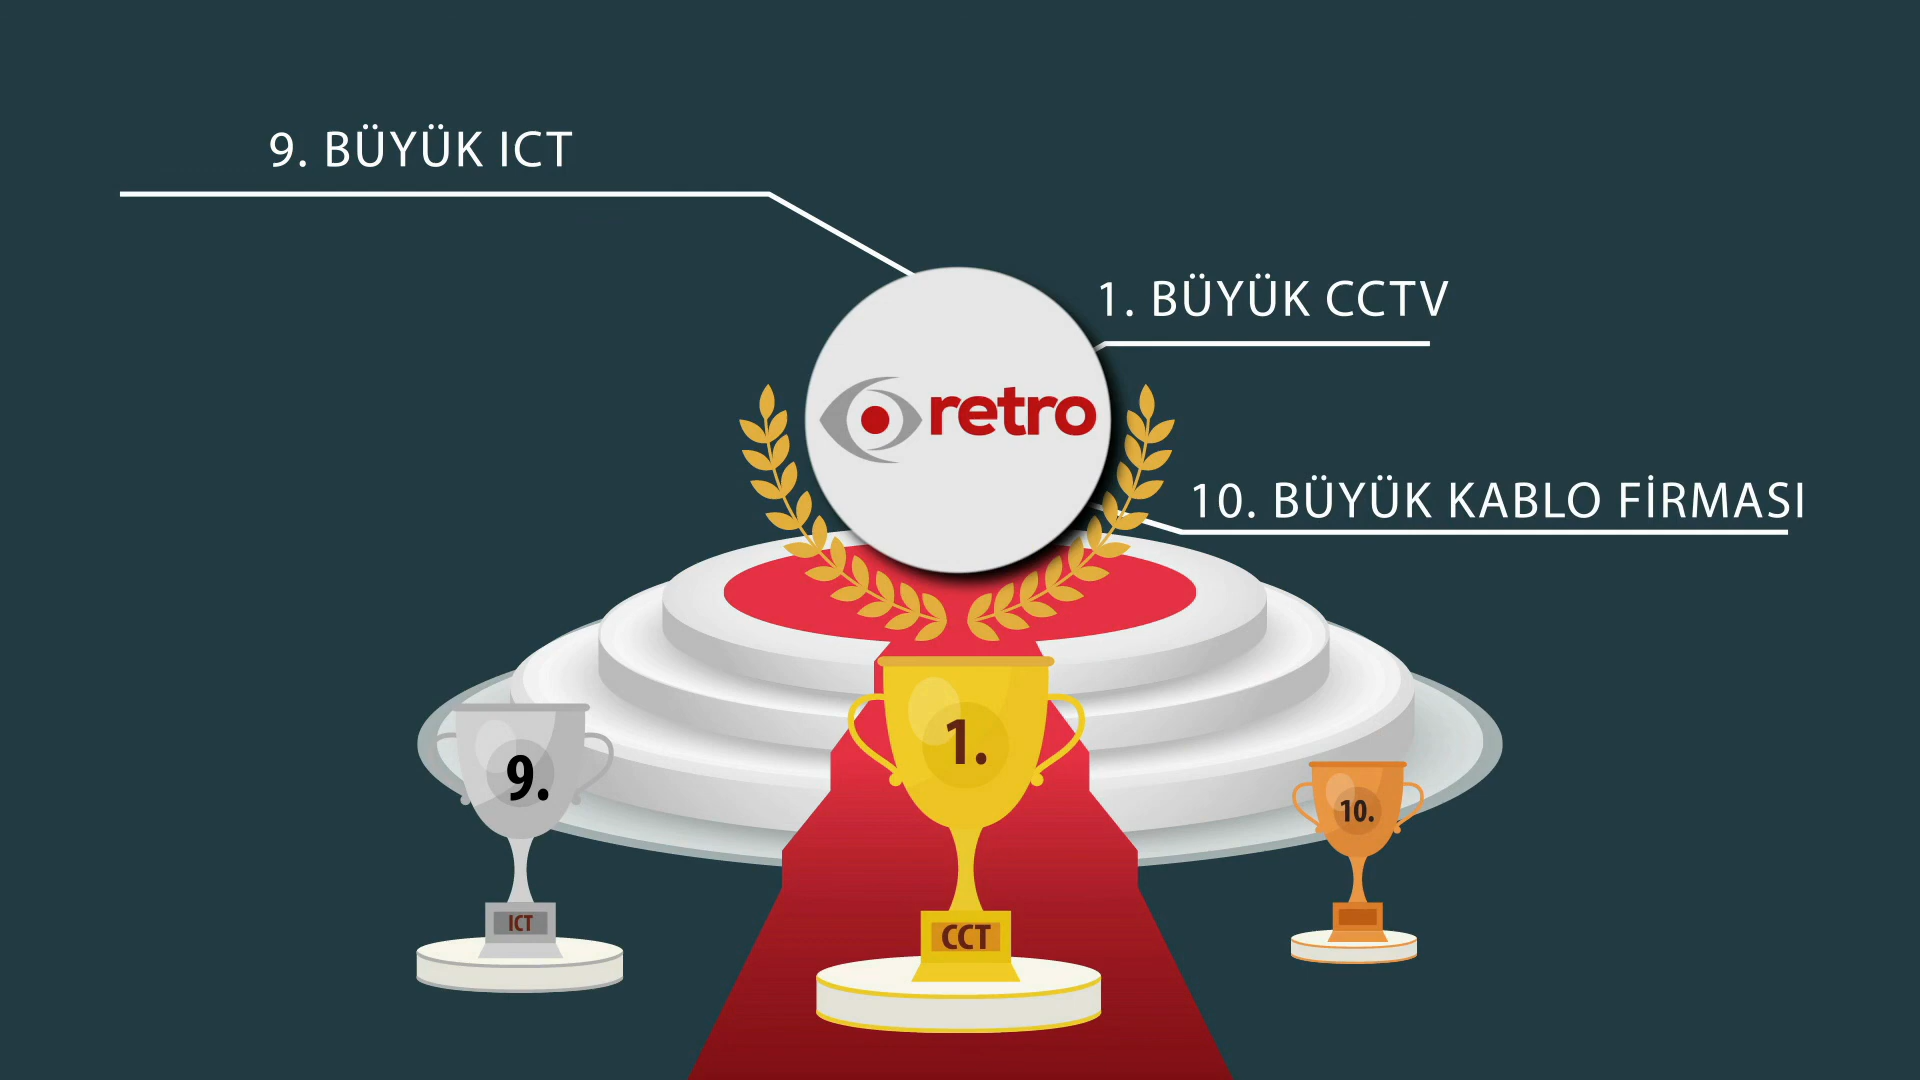 9. BÜYÜK ICT
1. BÜYÜK CCTV
retro
10. BÜYÜK KABLO FİRMASI
9.
ICT
1.
CCT
10.